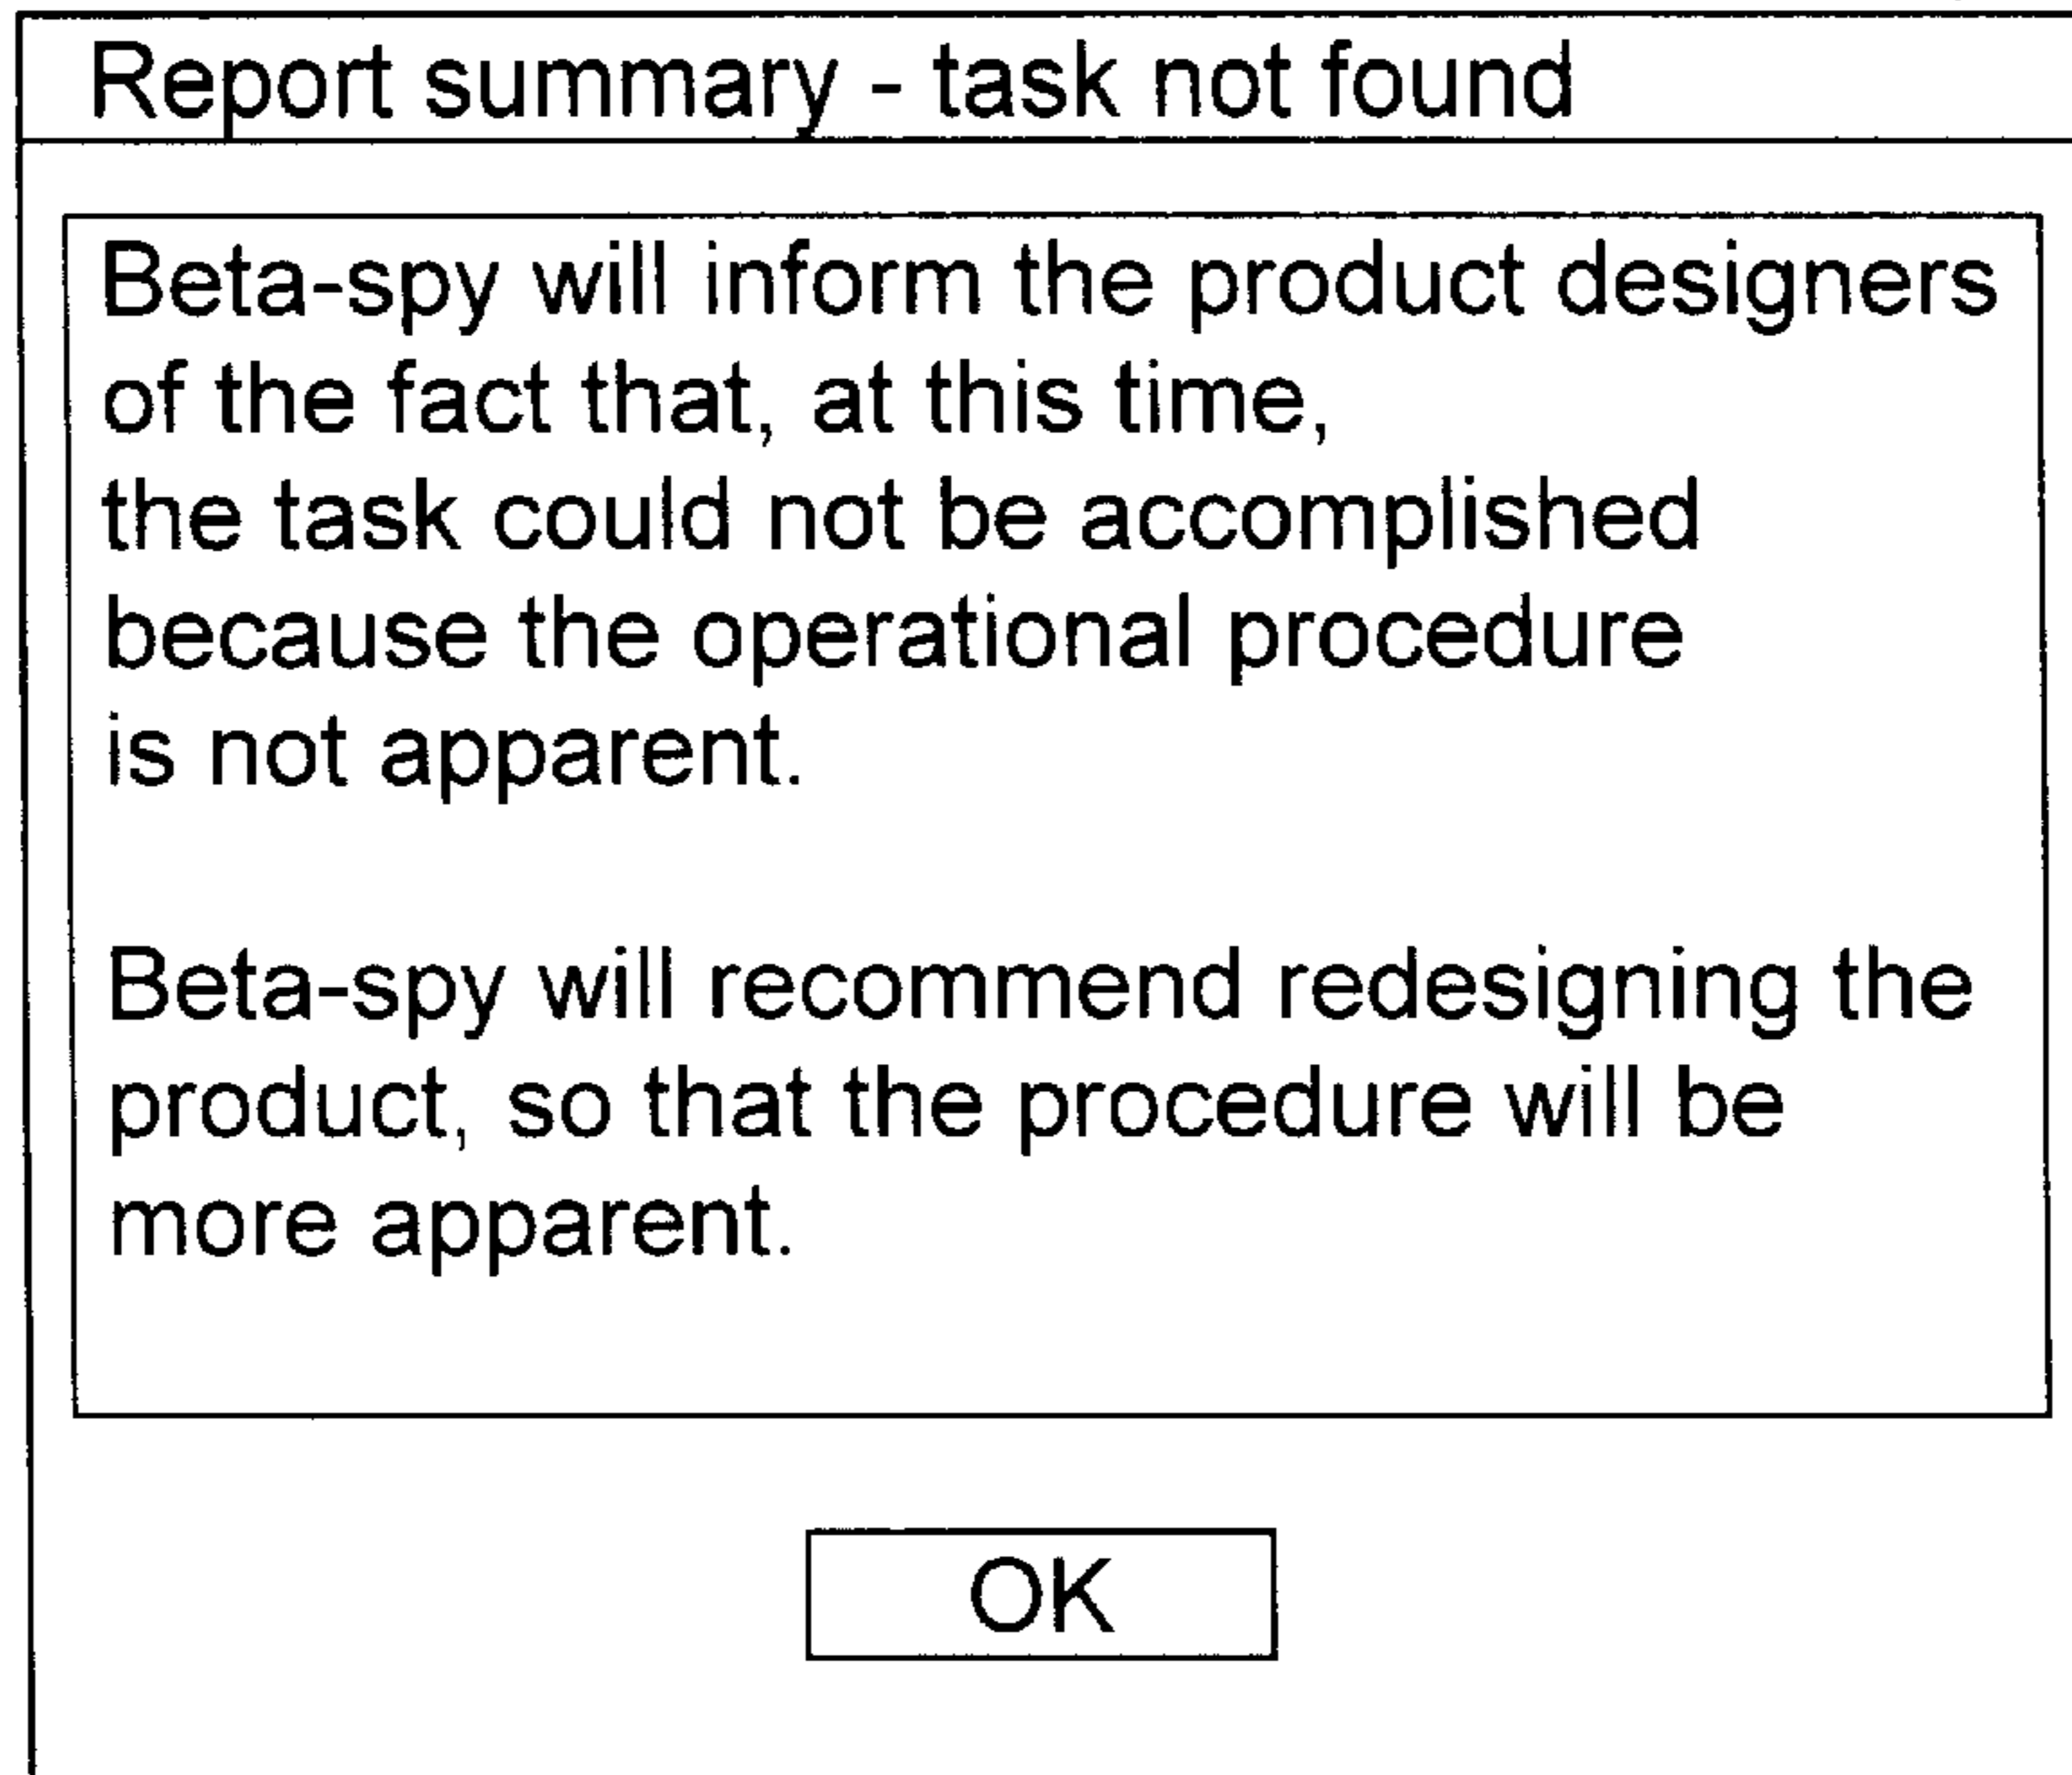 Report summary - task not found
Beta-spy will inform the product designers
of the fact that, at this time,
the task could not be accomplished
because the operational procedure
is not apparent.
Beta-spy will recommend redesigning the
product, so that the procedure will be
more apparent.
OK